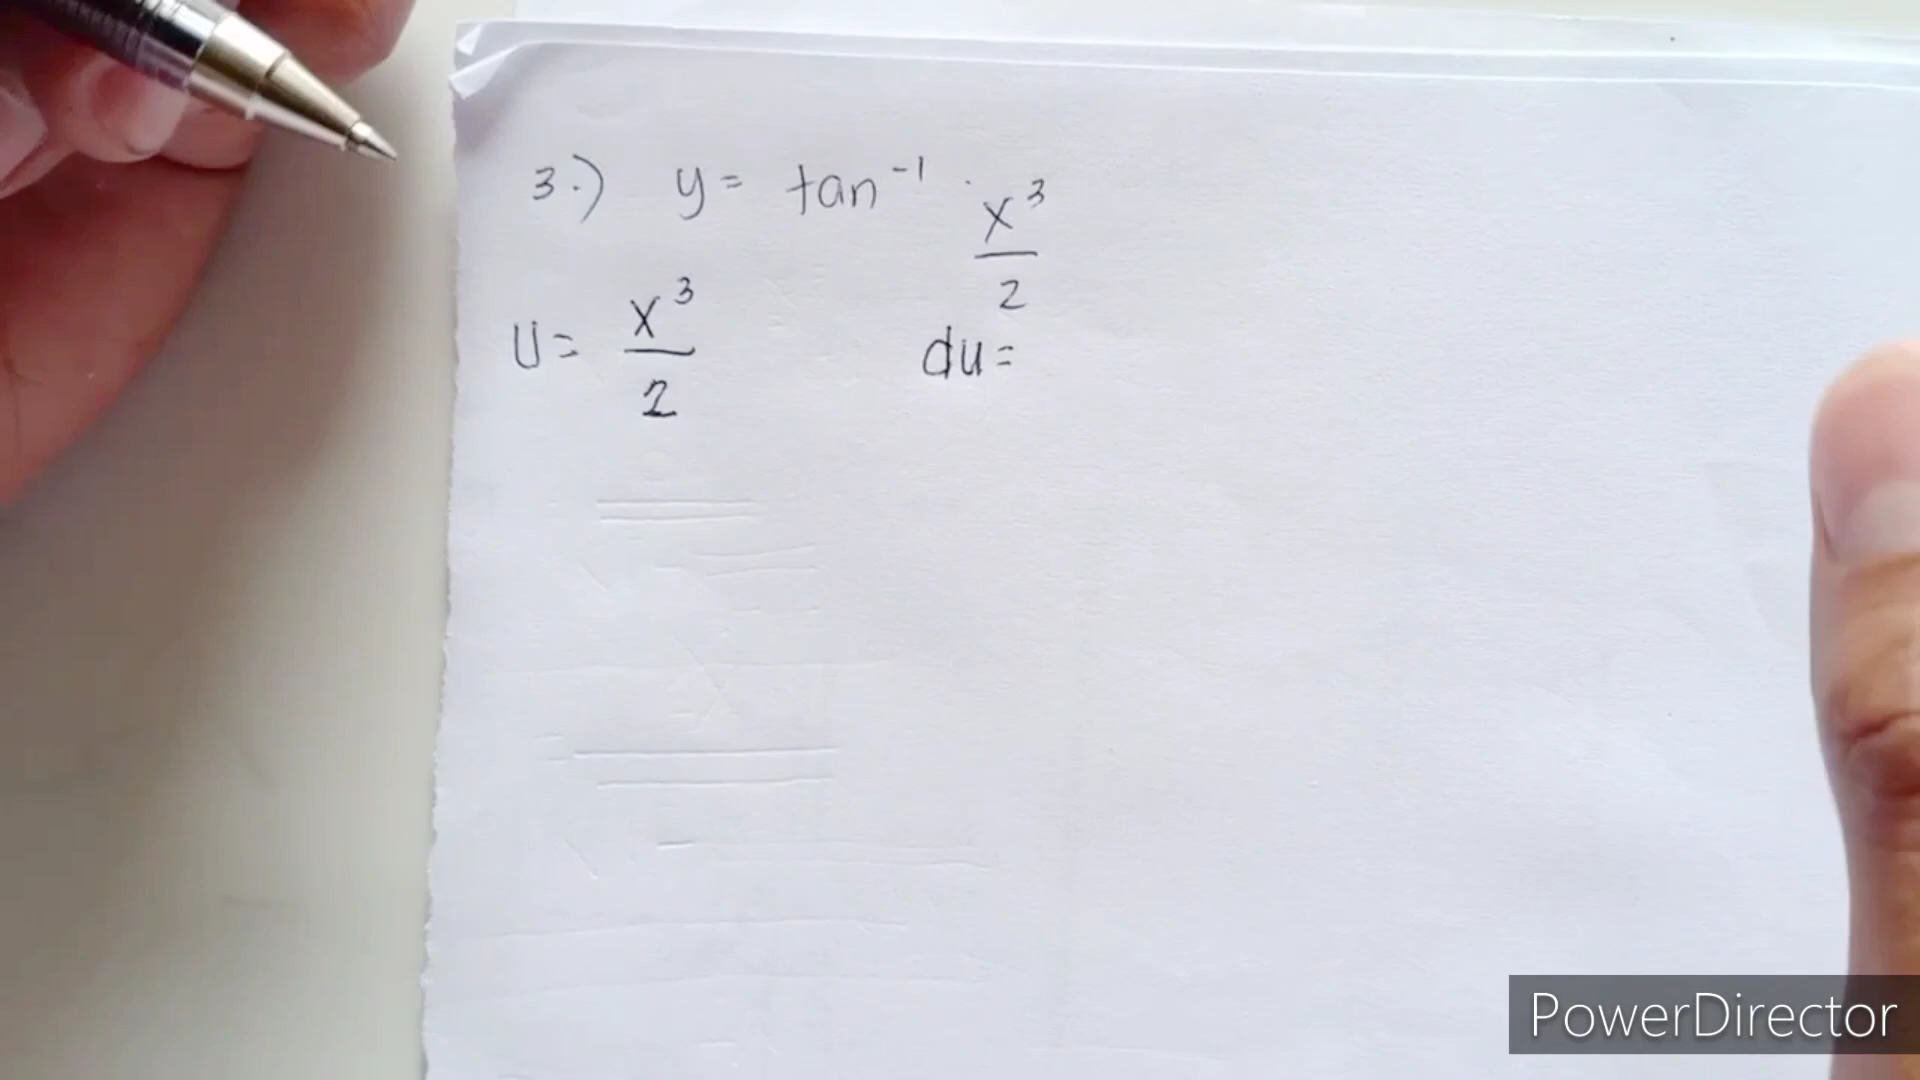 3.) y = tan⁻¹ x³/2
u = x³/2 du =
PowerDirector